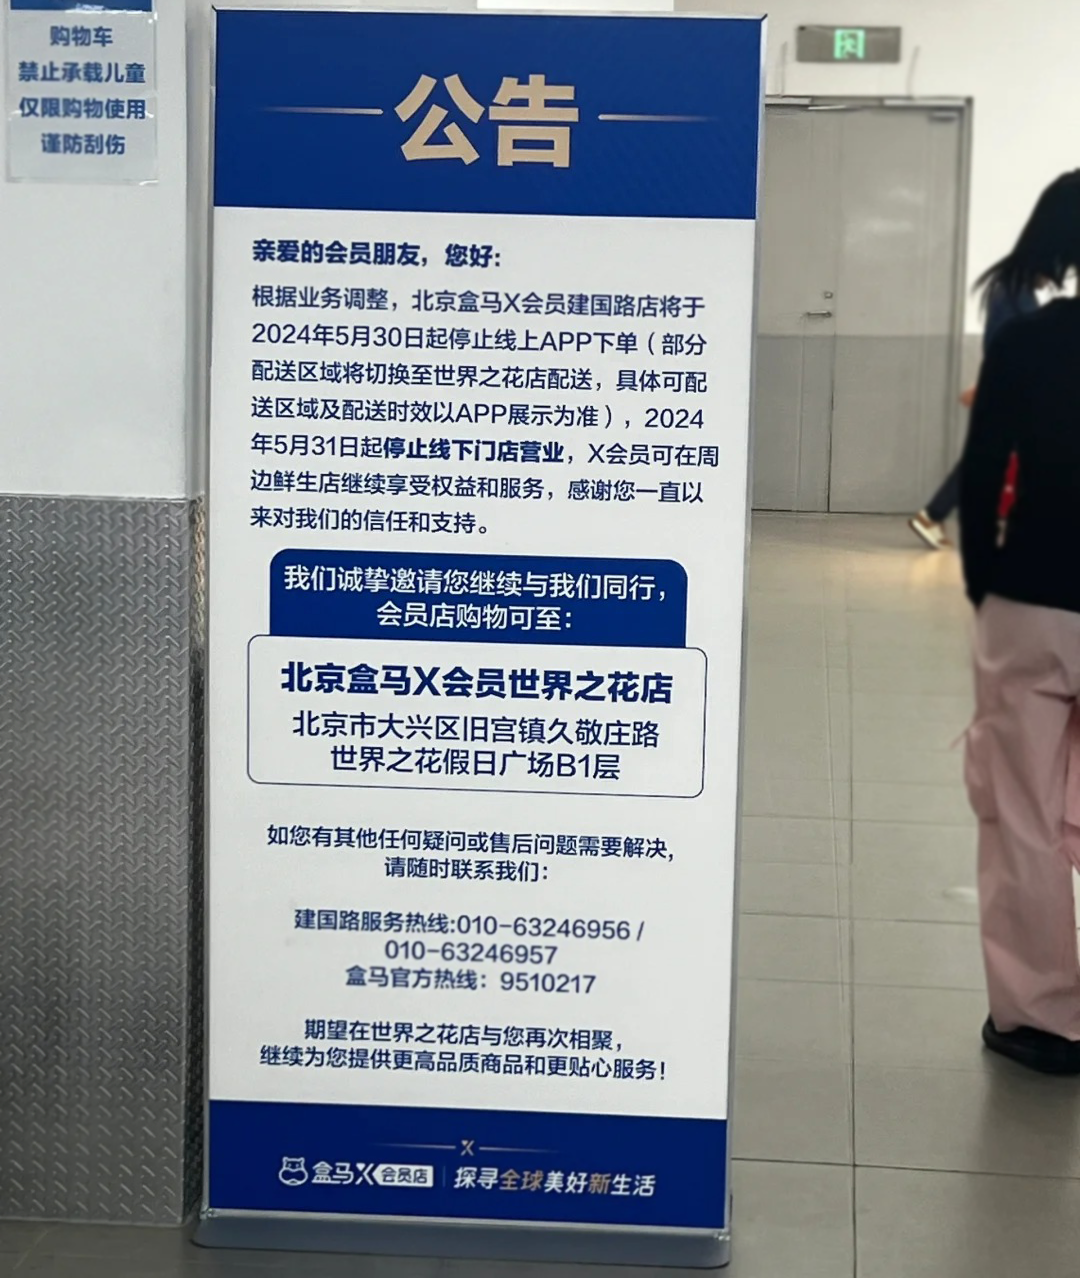 购物车
禁止承载儿童
仅限购物使用
谨防刮伤
公告
亲爱的会员朋友，您好：
根据业务调整，北京盒马X会员建国路店将于
2024年5月30日起停止线上APP下单（部分
配送区域将切换至世界之花店配送，具体可配
送区域及配送时效以APP展示为准），2024
年5月31日起停止线下门店营业，X会员可在周
边鲜生店继续享受权益和服务，感谢您一直以
来对我们的信任和支持。
我们诚挚邀请您继续与我们同行，
会员店购物可至：
北京盒马X会员世界之花店
北京市大兴区旧宫镇久敬庄路
世界之花假日广场B1层
如您有其他任何疑问或售后问题需要解决，
请随时联系我们：
建国路服务热线:010-63246956 /
010-63246957
盒马官方热线：9510217
期望在世界之花店与您再次相聚，
继续为您提供更高品质商品和更贴心服务！
X
盒马X会员店 探寻全球美好新生活